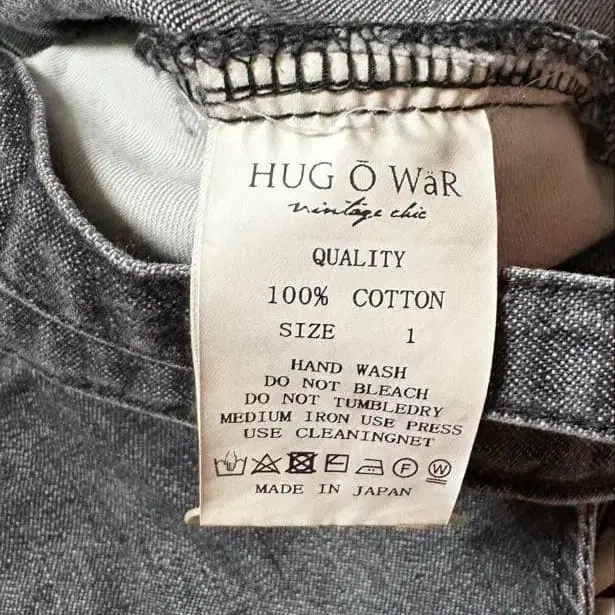 HUG Ō WäR
vintage chic
QUALITY
100% COTTON
SIZE 1
HAND WASH
DO NOT BLEACH
DO NOT TUMBLEDRY
MEDIUM IRON USE PRESS
USE CLEANINGNET
F W
MADE IN JAPAN